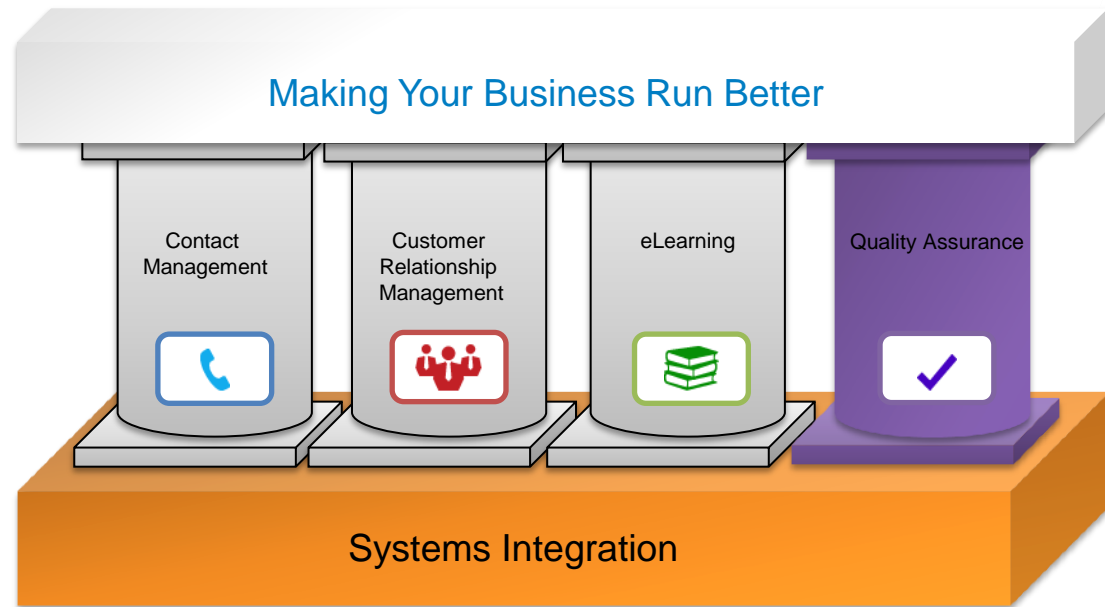 Making Your Business Run Better
Contact
Management
Customer
Relationship
Management
eLearning
Quality Assurance
Systems Integration